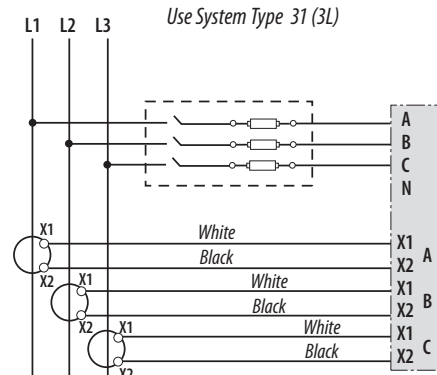 Use System Type 31 (3L)
L1 L2 L3
A
B
C
N
X1
White
X1
Black
X2
A
X2
X1
White
X1
Black
X2
B
X2
X1
White
X1
Black
X2
C
X2